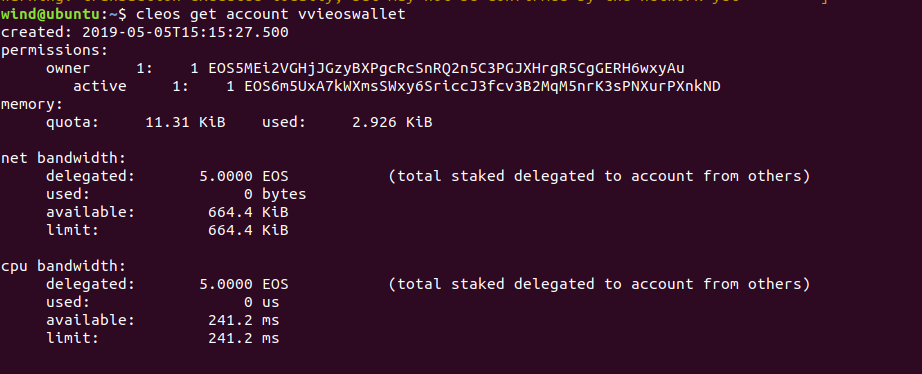 wind@ubuntu:~$ cleos get account vvieoswallet
created: 2019-05-05T15:15:27.500
permissions:
owner 1: 1 EOS5MEi2VGHjJGzyBXPgcRcSnRQ2n5C3PGJXHrgR5CgGERH6wxyAu
active 1: 1 EOS6m5UxA7kWXmsSWxy6SriccJ3fcv3B2MqM5nrK3sPNXurPXnkND
memory:
quota: 11.31 KiB used: 2.926 KiB
net bandwidth:
delegated: 5.0000 EOS (total staked delegated to account from others)
used: 0 bytes
available: 664.4 KiB
limit: 664.4 KiB
cpu bandwidth:
delegated: 5.0000 EOS (total staked delegated to account from others)
used: 0 us
available: 241.2 ms
limit: 241.2 ms